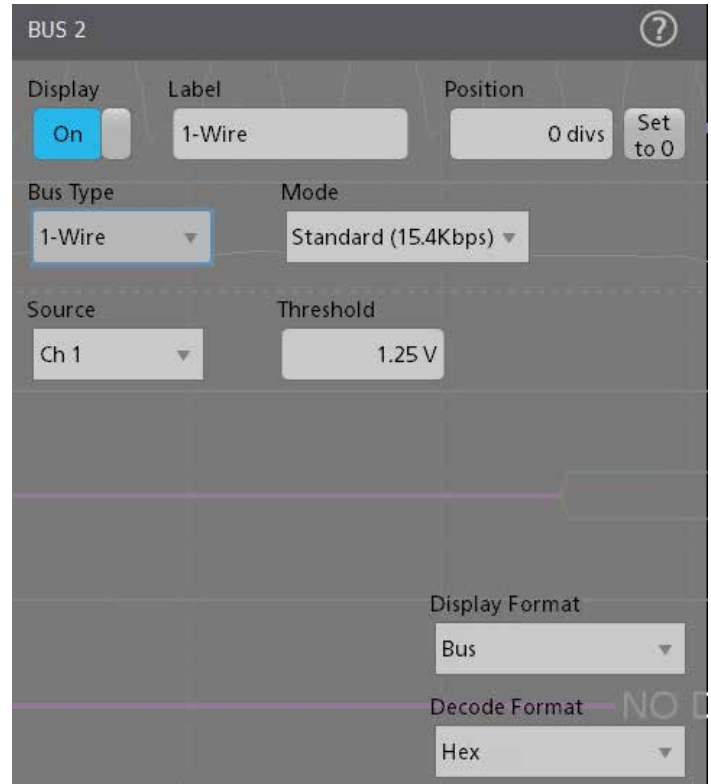 BUS 2 ?
Display Label Position
On 1-Wire 0 divs Set to 0
Bus Type Mode
1-Wire Standard (15.4Kbps)
Source Threshold
Ch 1 1.25 V
Display Format
Bus
Decode Format NO
Hex